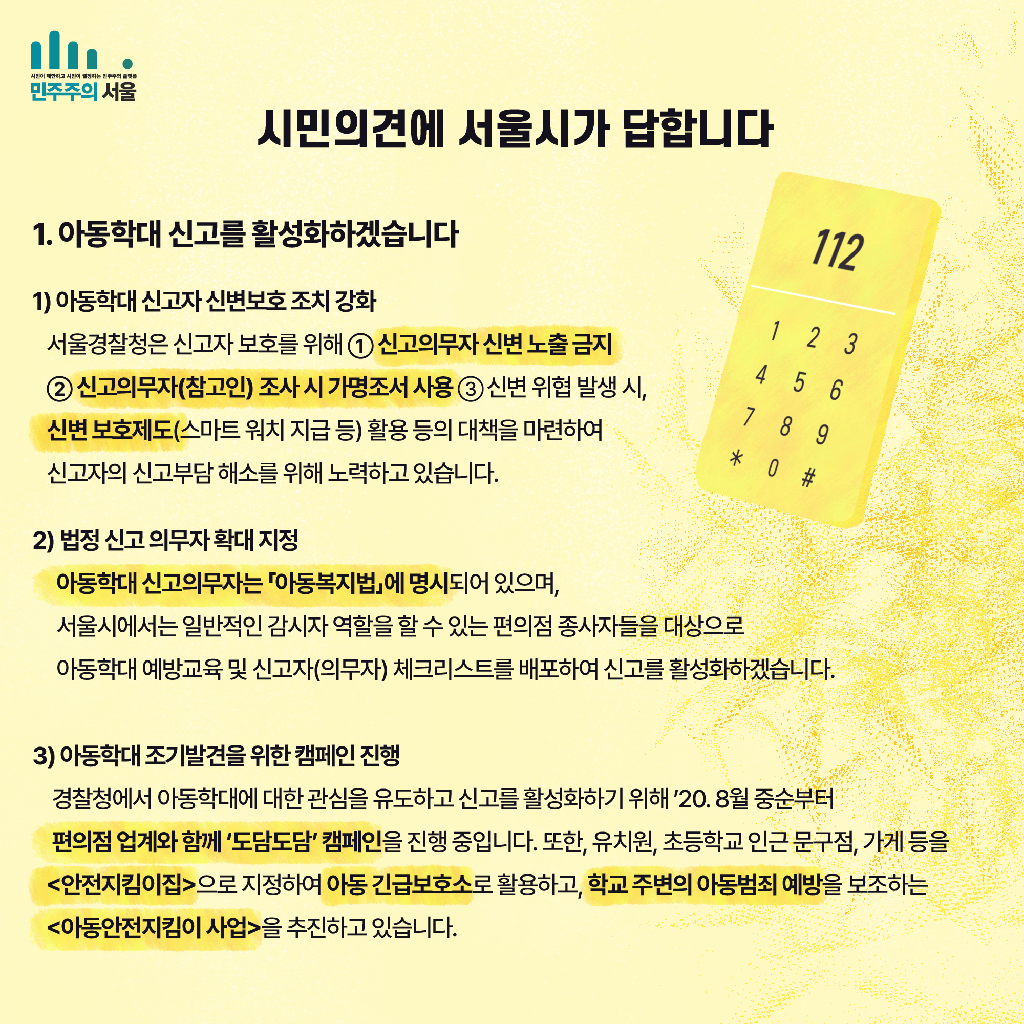 시민이 제안하고 시민이 결정하는 민주주의 플랫폼
민주주의 서울
시민의견에 서울시가 답합니다
1. 아동학대 신고를 활성화하겠습니다
1) 아동학대 신고자 신변보호 조치 강화
서울경찰청은 신고자 보호를 위해 ① 신고의무자 신변 노출 금지
② 신고의무자(참고인) 조사 시 가명조서 사용 ③ 신변 위협 발생 시,
신변 보호제도(스마트 워치 지급 등) 활용 등의 대책을 마련하여
신고자의 신고부담 해소를 위해 노력하고 있습니다.
2) 법정 신고 의무자 확대 지정
아동학대 신고의무자는 「아동복지법」에 명시되어 있으며,
서울시에서는 일반적인 감시자 역할을 할 수 있는 편의점 종사자들을 대상으로
아동학대 예방교육 및 신고자(의무자) 체크리스트를 배포하여 신고를 활성화하겠습니다.
3) 아동학대 조기발견을 위한 캠페인 진행
경찰청에서 아동학대에 대한 관심을 유도하고 신고를 활성화하기 위해 ’20. 8월 중순부터
편의점 업계와 함께 ‘도담도담’ 캠페인을 진행 중입니다. 또한, 유치원, 초등학교 인근 문구점, 가게 등을
<안전지킴이집>으로 지정하여 아동 긴급보호소로 활용하고, 학교 주변의 아동범죄 예방을 보조하는
<아동안전지킴이 사업>을 추진하고 있습니다.
112
1 2 3
4 5 6
7 8 9
* 0 #